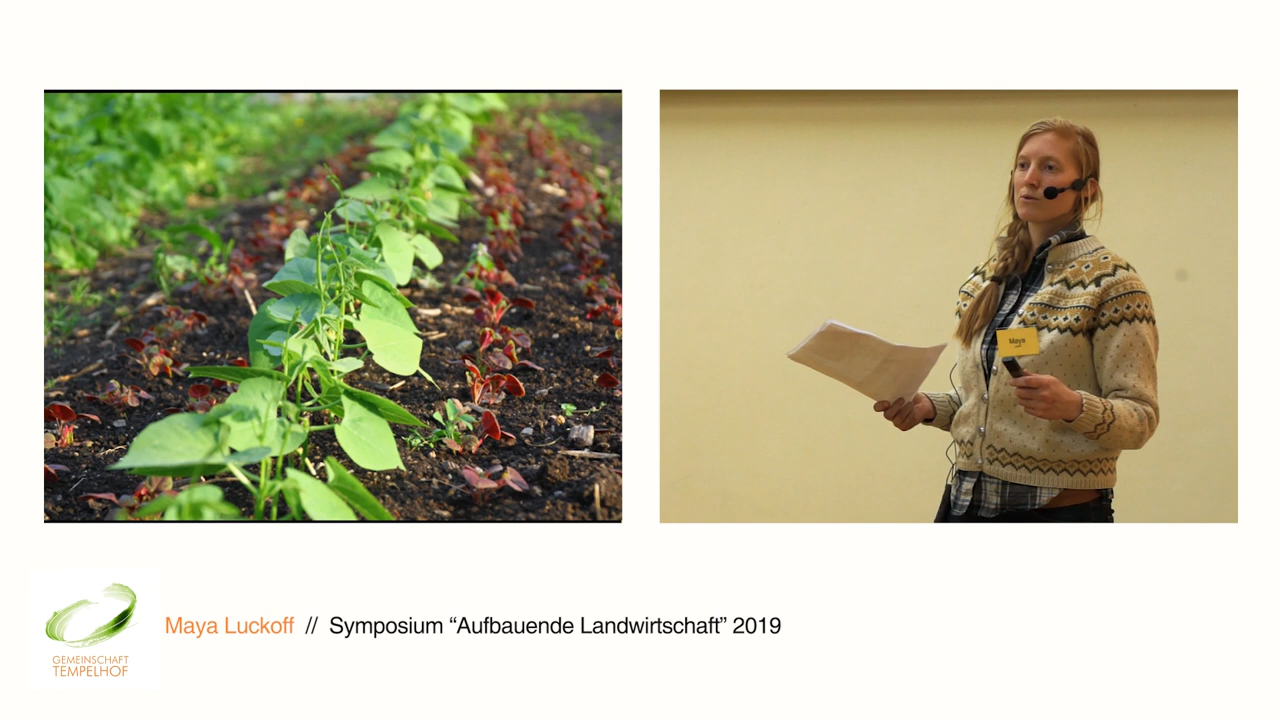 Maya
GEMEINSCHAFT
TEMPELHOF
Maya Luckoff // Symposium “Aufbauende Landwirtschaft” 2019